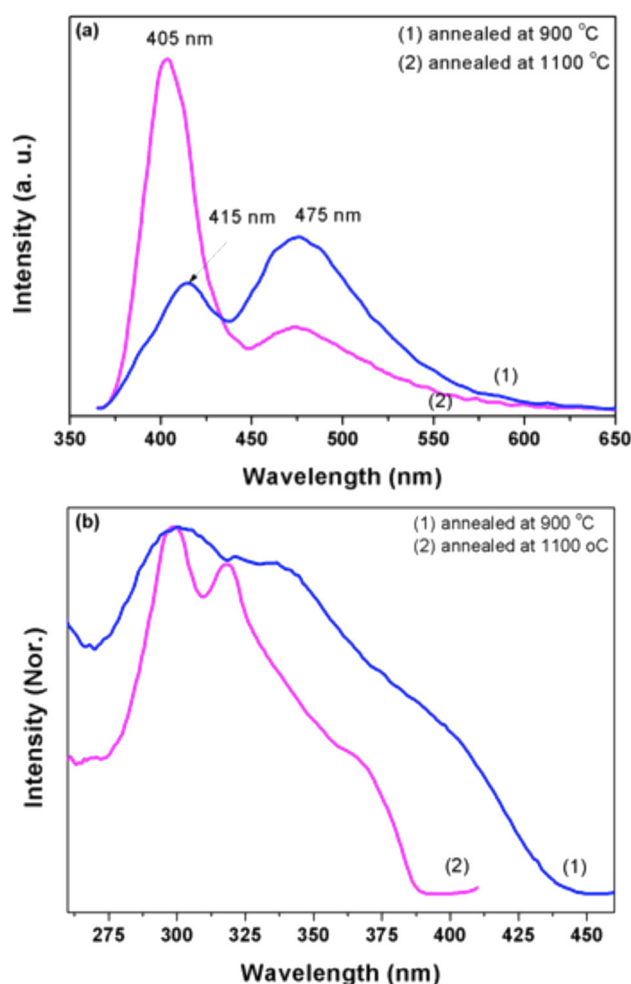 (a)
405 nm
(1) annealed at 900 °C
(2) annealed at 1100 °C
415 nm
475 nm
(1)
(2)
Intensity (a. u.)
350 400 450 500 550 600 650
Wavelength (nm)
(b)
(1) annealed at 900 °C
(2) annealed at 1100 oC
(2)
(1)
Intensity (Nor.)
275 300 325 350 375 400 425 450
Wavelength (nm)